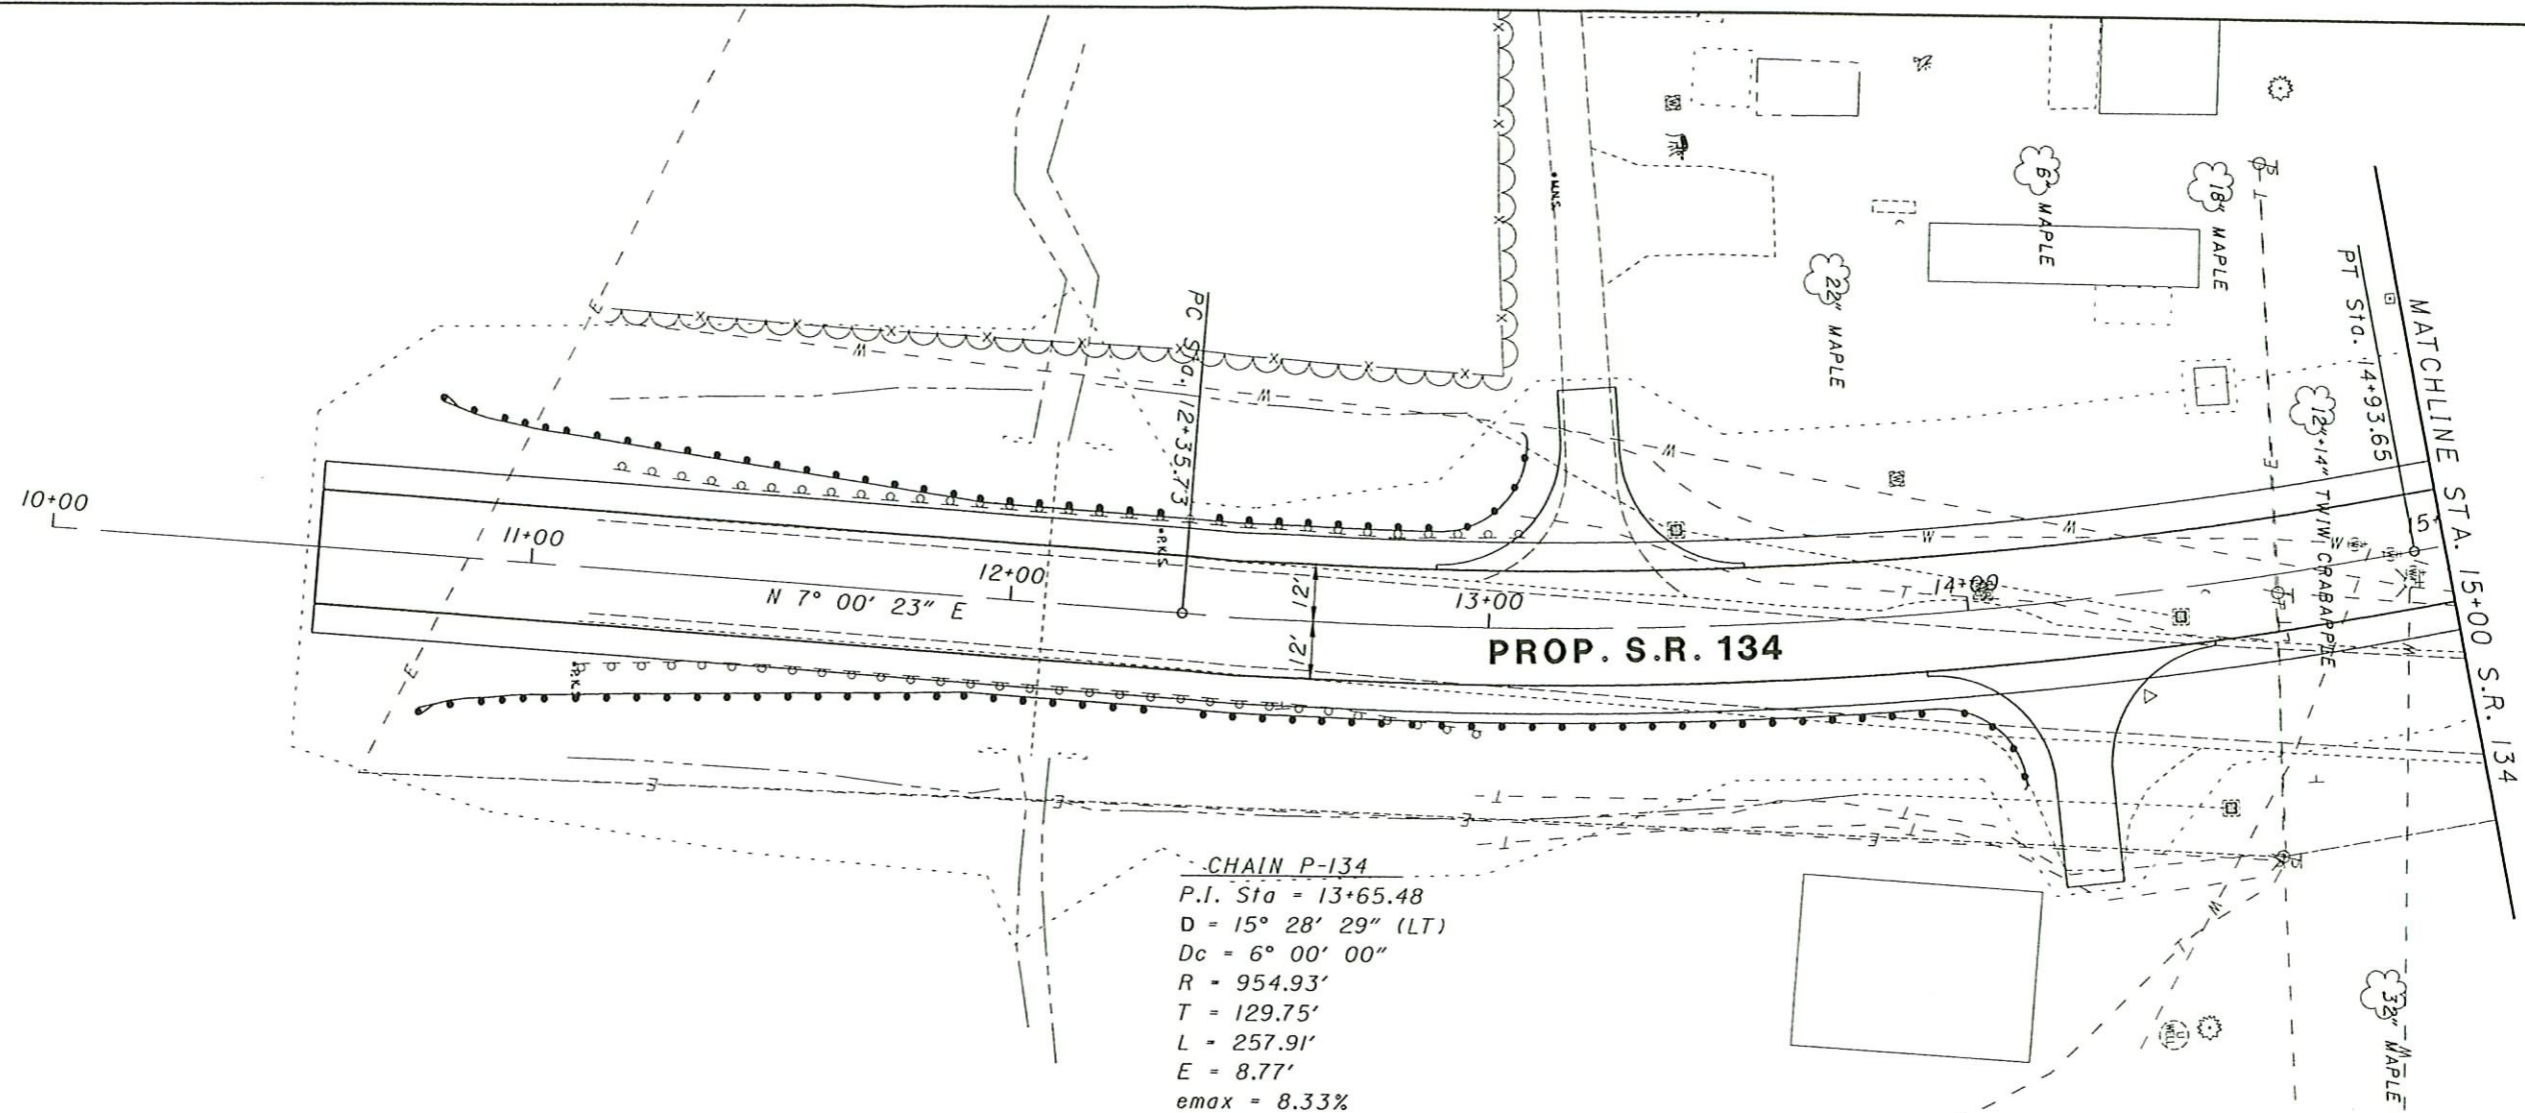 10+00
11+00
12+00
13+00
14+00
15+
N 7° 00' 23" E
PC Sta. 12+35.73
PT Sta. 14+93.65
MATCHLINE STA. 15+00 S.R. 134
PROP. S.R. 134
12'
12'
P.K.S
P.K.S
M.N.S.
6" MAPLE
18" MAPLE
22" MAPLE
12"+14" TWIN CRABAPPLE
32" MAPLE
WELL
E
E
E
E
E
E
E
E
W
W
W
W
W
W
W
T
T
T
T
T
CHAIN P-134
P.I. Sta = 13+65.48
D = 15° 28' 29" (LT)
Dc = 6° 00' 00"
R = 954.93'
T = 129.75'
L = 257.91'
E = 8.77'
emax = 8.33%